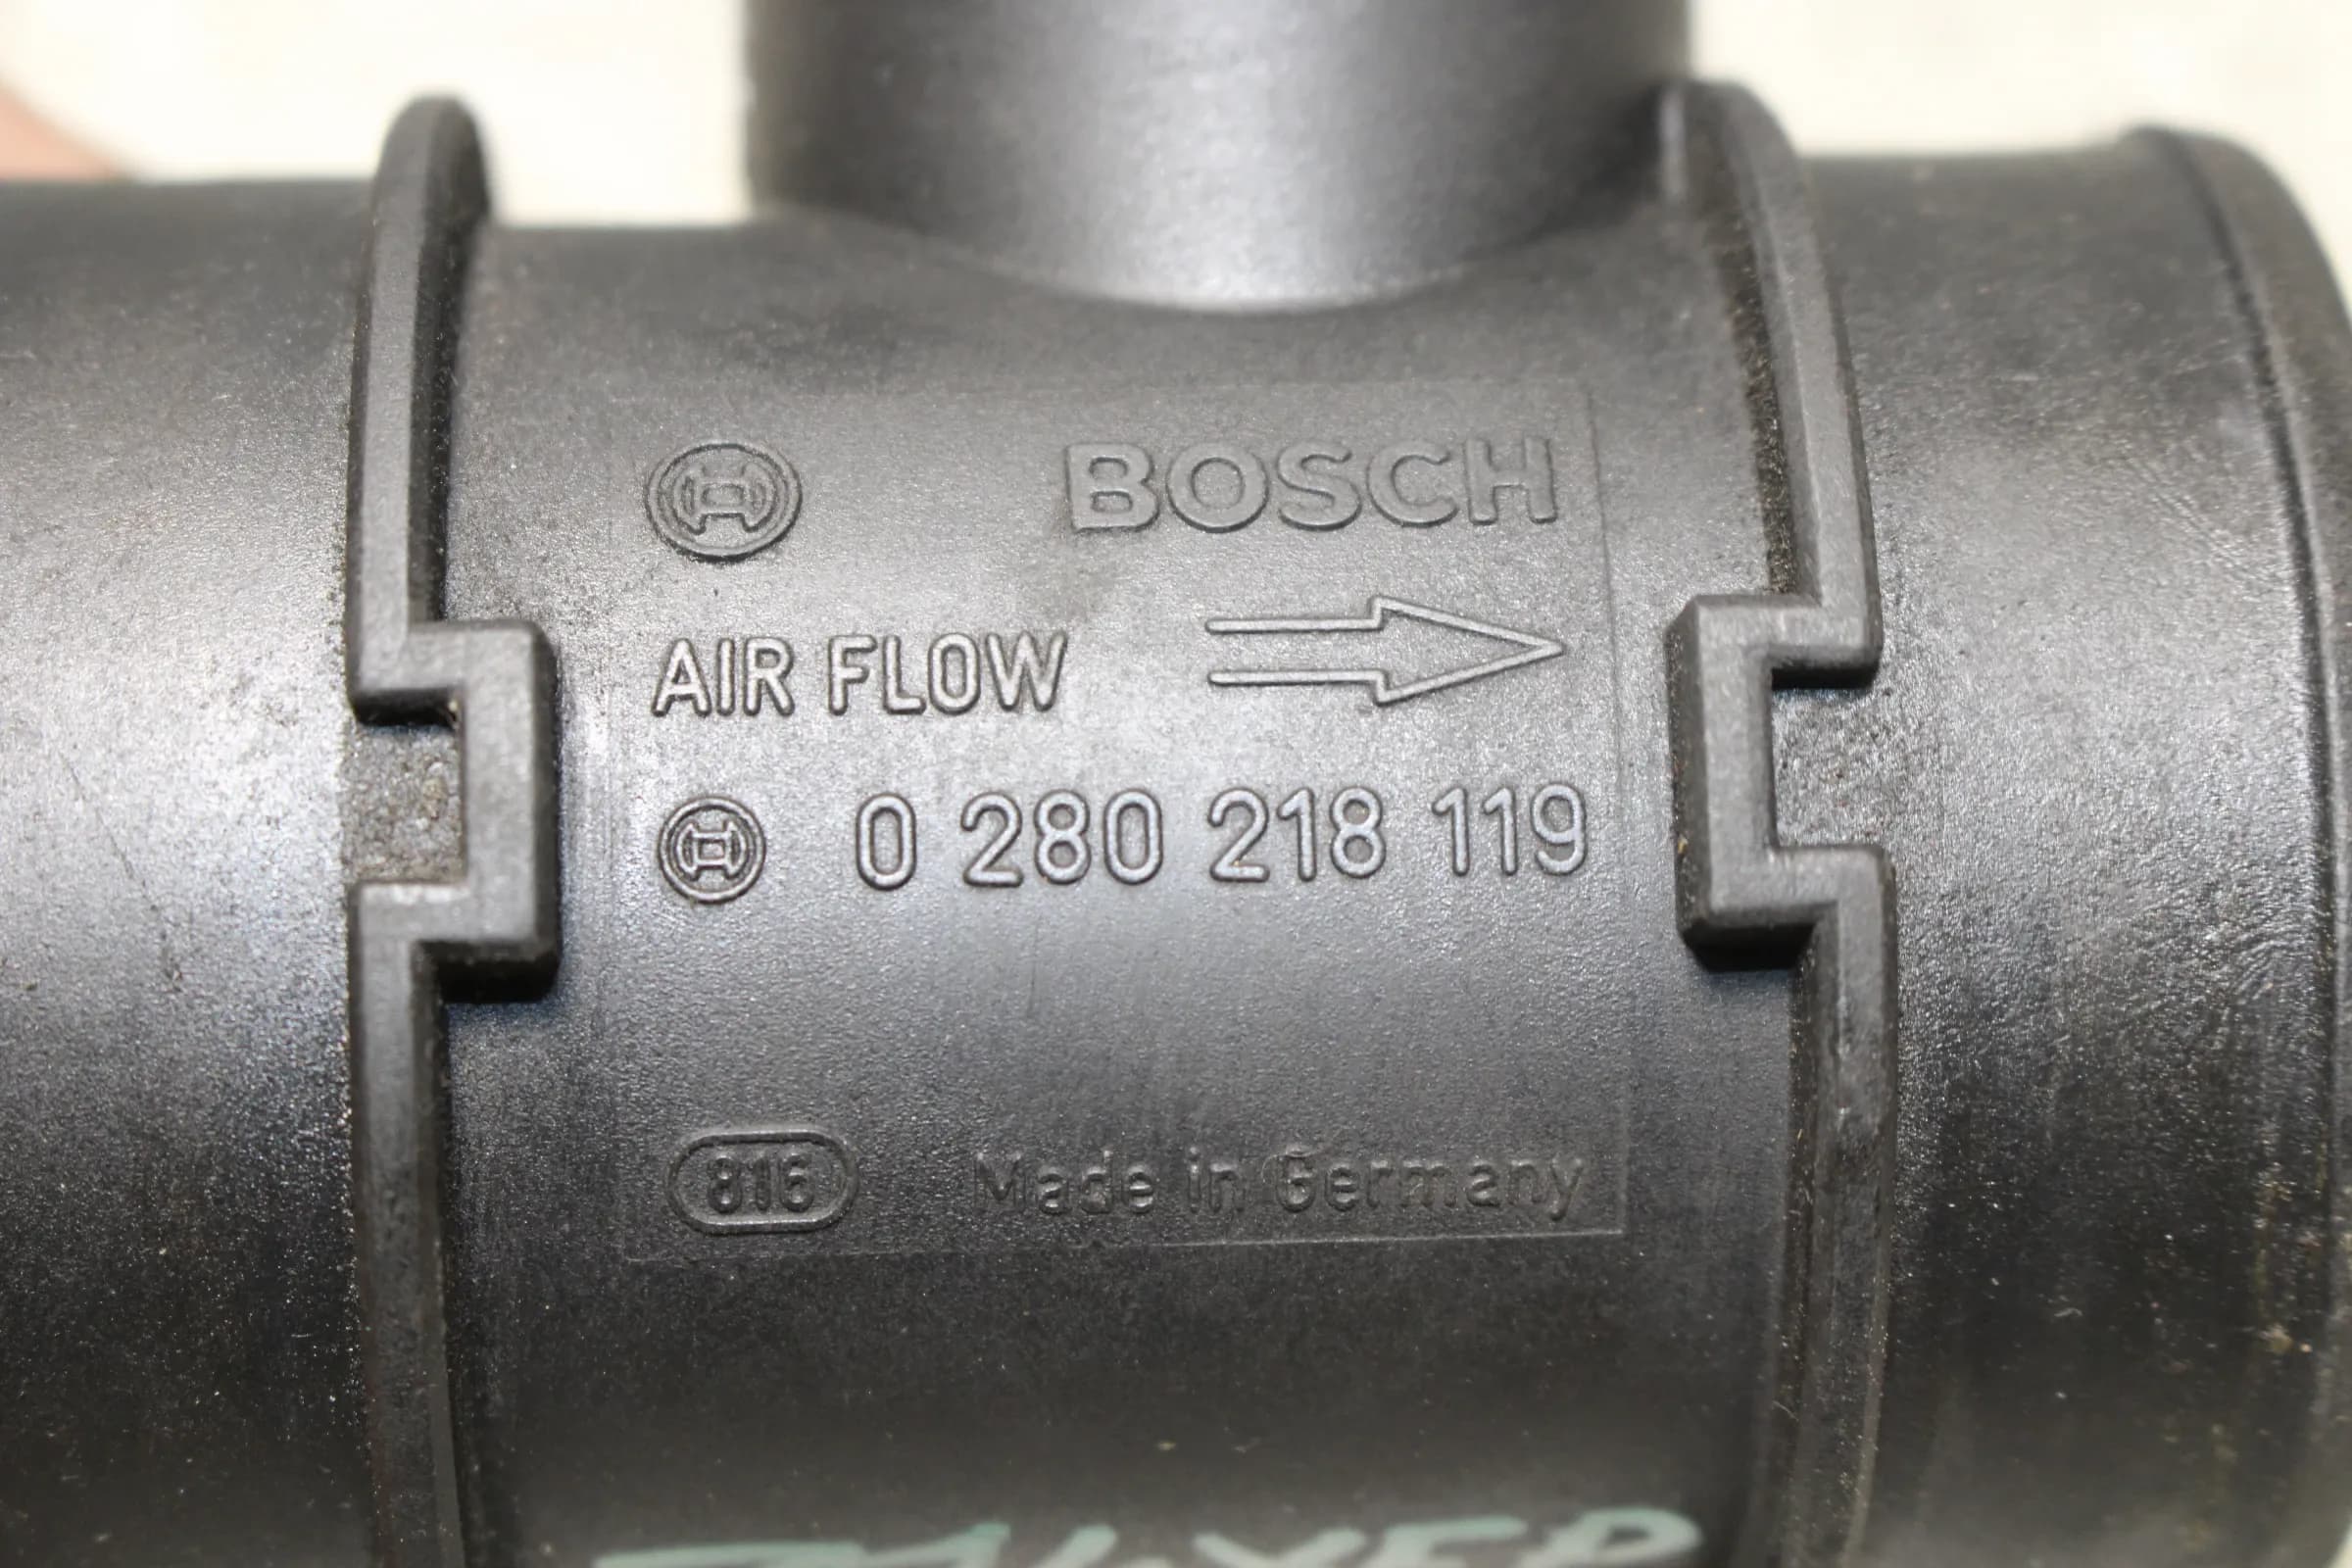 BOSCH
AIR FLOW
0 280 218 119
816 Made in Germany